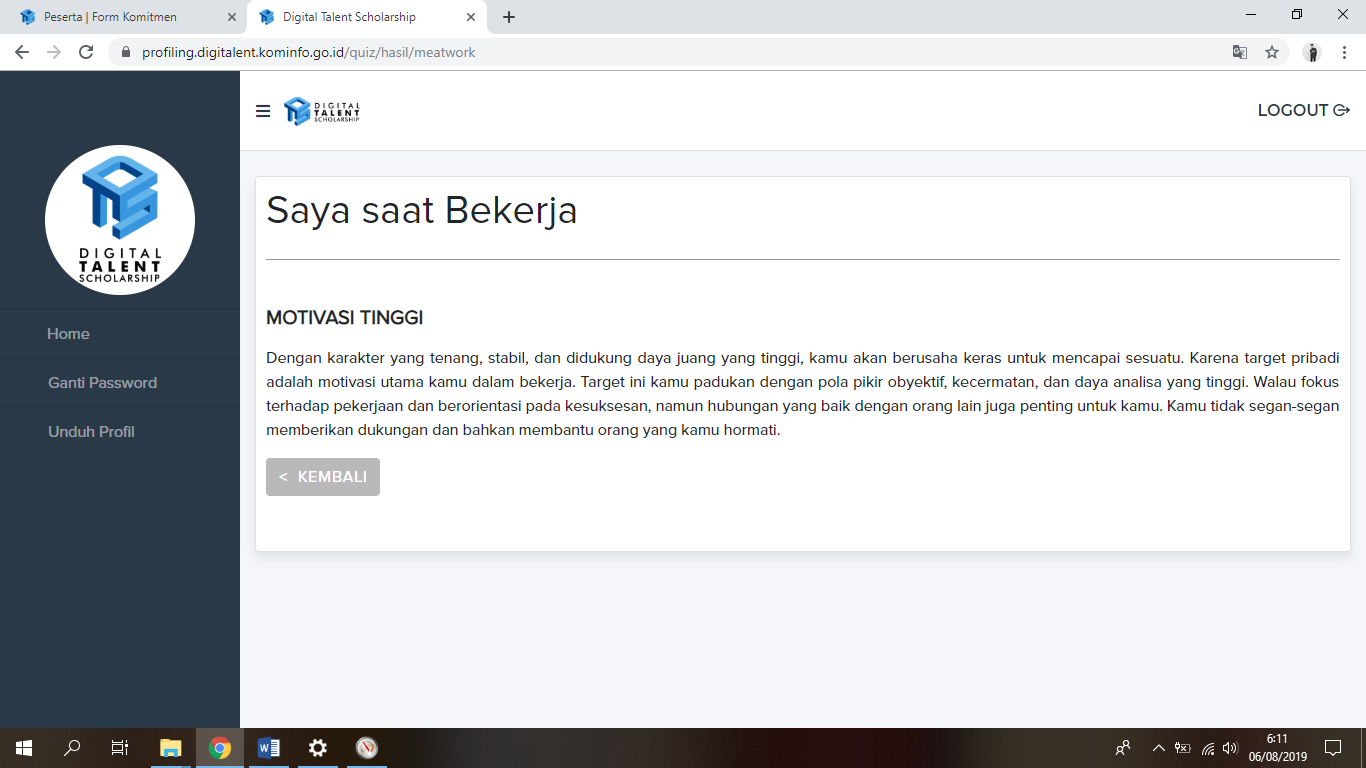 Peserta | Form Komitmen
Digital Talent Scholarship
profiling.digitalent.kominfo.go.id/quiz/hasil/meatwork
DIGITAL
TALENT
SCHOLARSHIP
LOGOUT
DIGITAL
TALENT
SCHOLARSHIP
Home
Ganti Password
Unduh Profil
Saya saat Bekerja
MOTIVASI TINGGI
Dengan karakter yang tenang, stabil, dan didukung daya juang yang tinggi, kamu akan berusaha keras untuk mencapai sesuatu. Karena target pribadi
adalah motivasi utama kamu dalam bekerja. Target ini kamu padukan dengan pola pikir obyektif, kecermatan, dan daya analisa yang tinggi. Walau fokus
terhadap pekerjaan dan berorientasi pada kesuksesan, namun hubungan yang baik dengan orang lain juga penting untuk kamu. Kamu tidak segan-segan
memberikan dukungan dan bahkan membantu orang yang kamu hormati.
< KEMBALI
6:11
06/08/2019